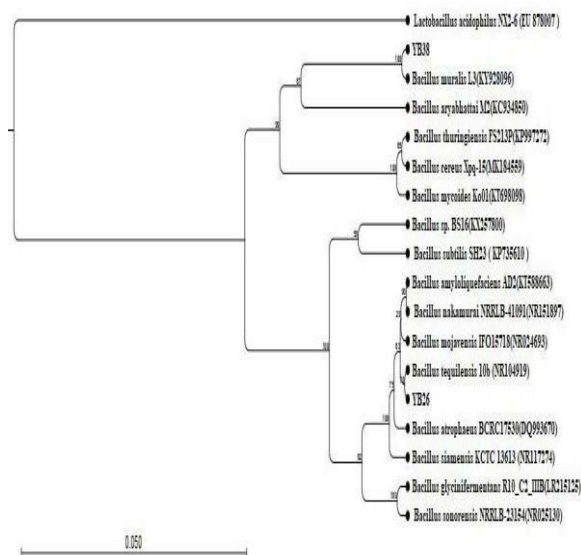 Lactobacillus acidophilus NX2-6 (EU 878007 )
YB38
Bacillus muralis L3(KY928096)
Bacillus aryabhattai M2(KC934850)
Bacillus thuringiensis FS213P(KP997272)
Bacillus cereus Xpq-15(MK184559)
Bacillus mycoides Ko01(KT698098)
Bacillus sp. BS16(KX257800)
Bacillus subtilis SH23 ( KP735610 )
Bacillus amyloliquefaciens AD2(KT588663)
Bacillus nakamurai NRRLB-41091(NR151897)
Bacillus mojavensis IFO15718(NR024693)
Bacillus tequilensis 10b (NR104919)
YB26
Bacillus atrophaeus BCRC17530(DQ993670)
Bacillus siamensis KCTC 13613 (NR117274)
Bacillus glycinifermentans R10_C2_IIIB(LR215125)
Bacillus sonorensis NRRLB-23154(NR025130)
0.050